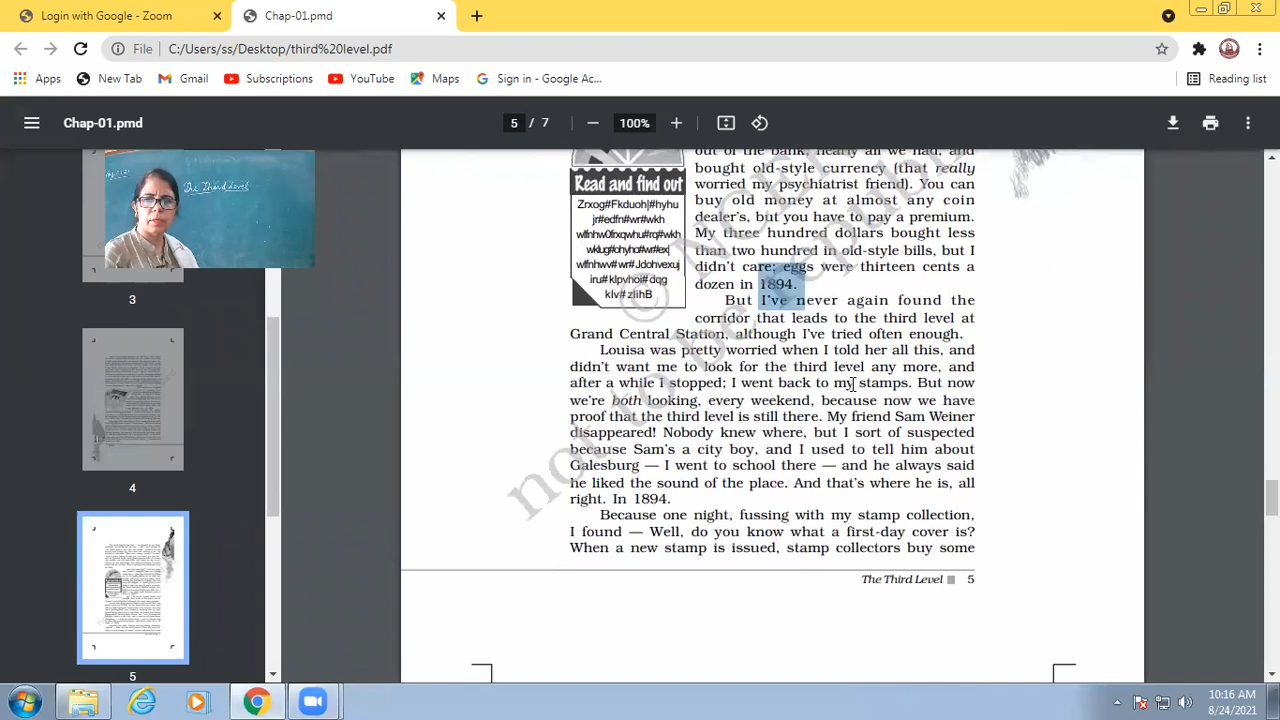 Login with Google - Zoom
Chap-01.pmd
File
C:/Users/ss/Desktop/third%20level.pdf
Apps
New Tab
Gmail
Subscriptions
YouTube
Maps
Sign in - Google Ac...
Reading list
Chap-01.pmd
5 / 7
100%
The Third Level
3
4
5
out of the bank, nearly all we had, and
bought old-style currency (that really
worried my psychiatrist friend). You can
buy old money at almost any coin
dealer's, but you have to pay a premium.
My three hundred dollars bought less
than two hundred in old-style bills, but I
didn't care; eggs were thirteen cents a
dozen in 1894.
But I've never again found the
corridor that leads to the third level at
Grand Central Station, although I've tried often enough.
Read and find out
Zrxog#Fkduoh|#hyhu
jr#edfn#wr#wkh
wlfnhw0frxqwhu#rq#wkh
wklug#ohyho#wr#ex|
wlfnhwv#wr#Jdohvexuj
iru#klpvhoi#dqg
klv#zlihB
Louisa was pretty worried when I told her all this, and
didn't want me to look for the third level any more, and
after a while I stopped; I went back to my stamps. But now
we're both looking, every weekend, because now we have
proof that the third level is still there. My friend Sam Weiner
disappeared! Nobody knew where, but I sort of suspected
because Sam's a city boy, and I used to tell him about
Galesburg — I went to school there — and he always said
he liked the sound of the place. And that's where he is, all
right. In 1894.
Because one night, fussing with my stamp collection,
I found — Well, do you know what a first-day cover is?
When a new stamp is issued, stamp collectors buy some
The Third Level 5
© NCERT
not to be republi
10:16 AM
8/24/2021